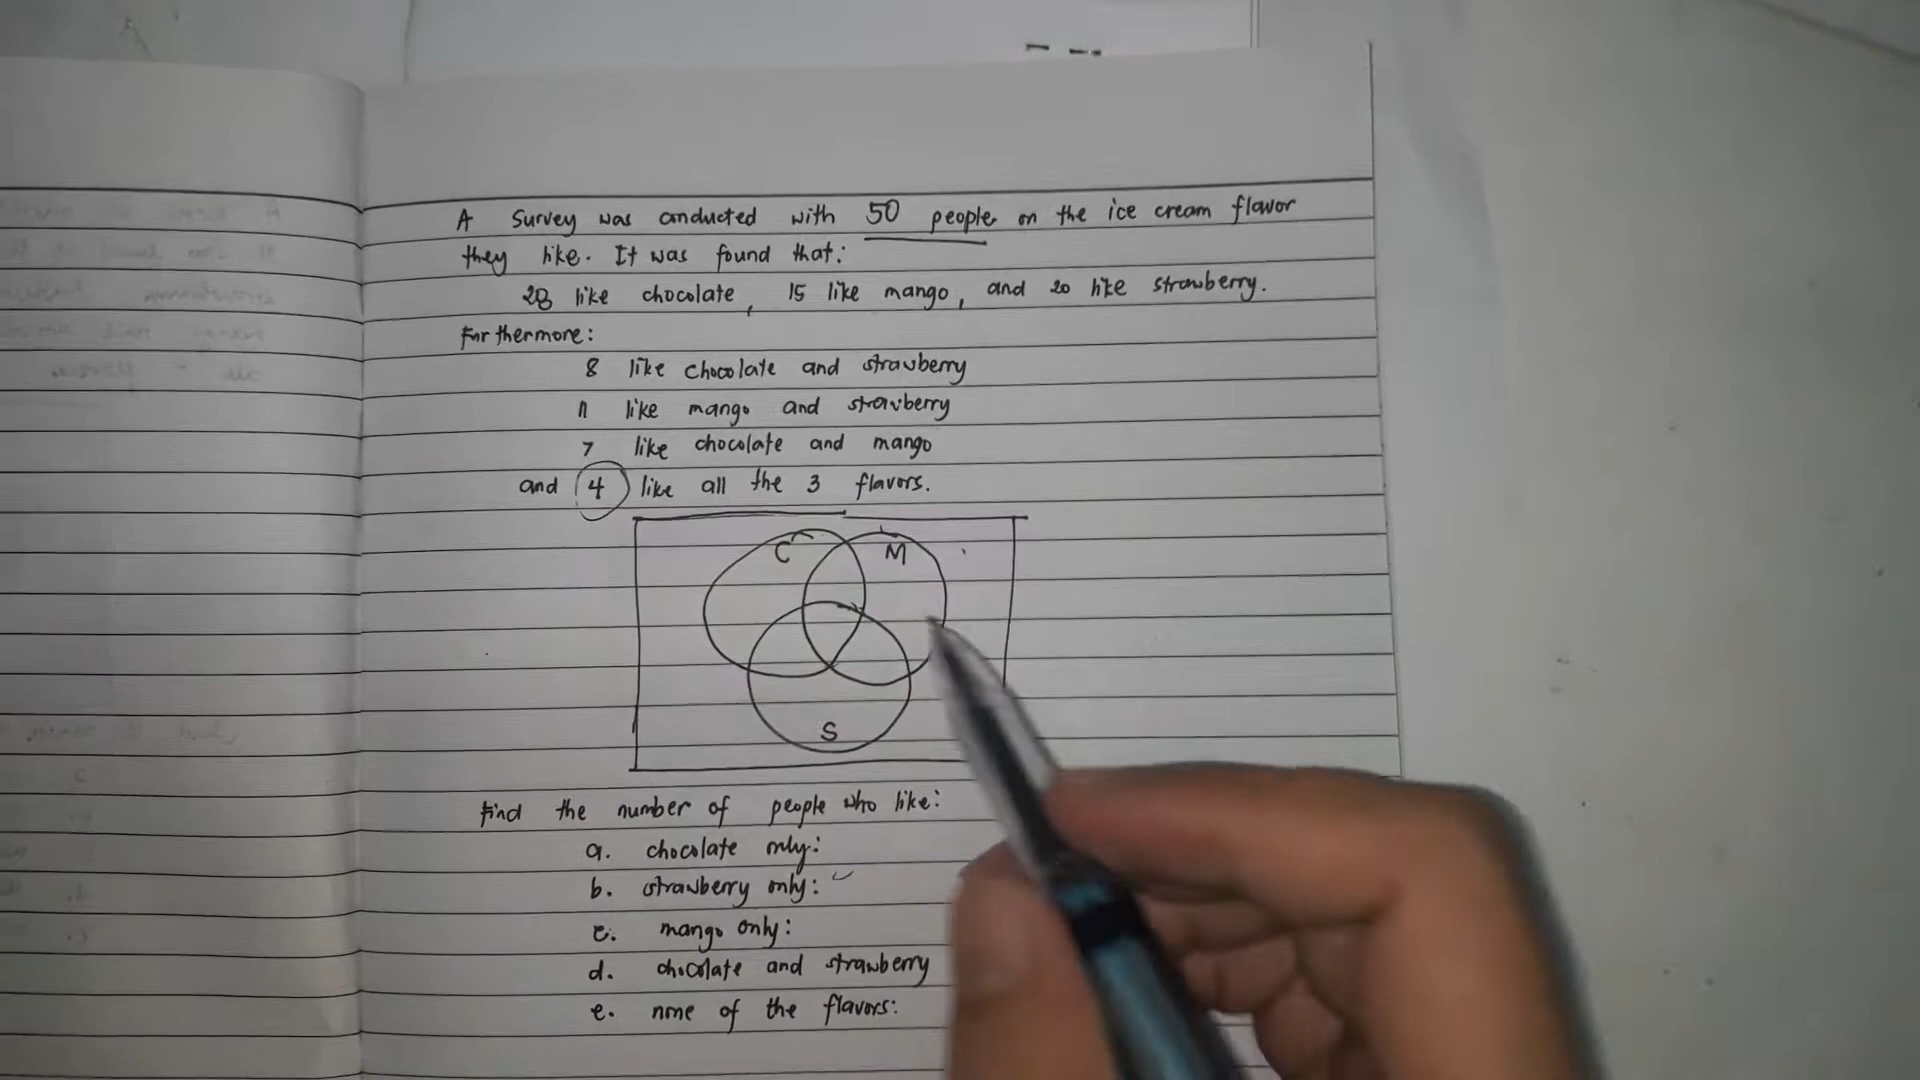 A survey was conducted with 50 people on the ice cream flavor
they like. It was found that:
28 like chocolate, 15 like mango, and 20 like strawberry.
Furthermore:
8 like chocolate and strawberry
11 like mango and strawberry
7 like chocolate and mango
and 4 like all the 3 flavors.
C M
S
Find the number of people who like:
a. chocolate only:
b. strawberry only:
c. mango only:
d. chocolate and strawberry
e. none of the flavors: